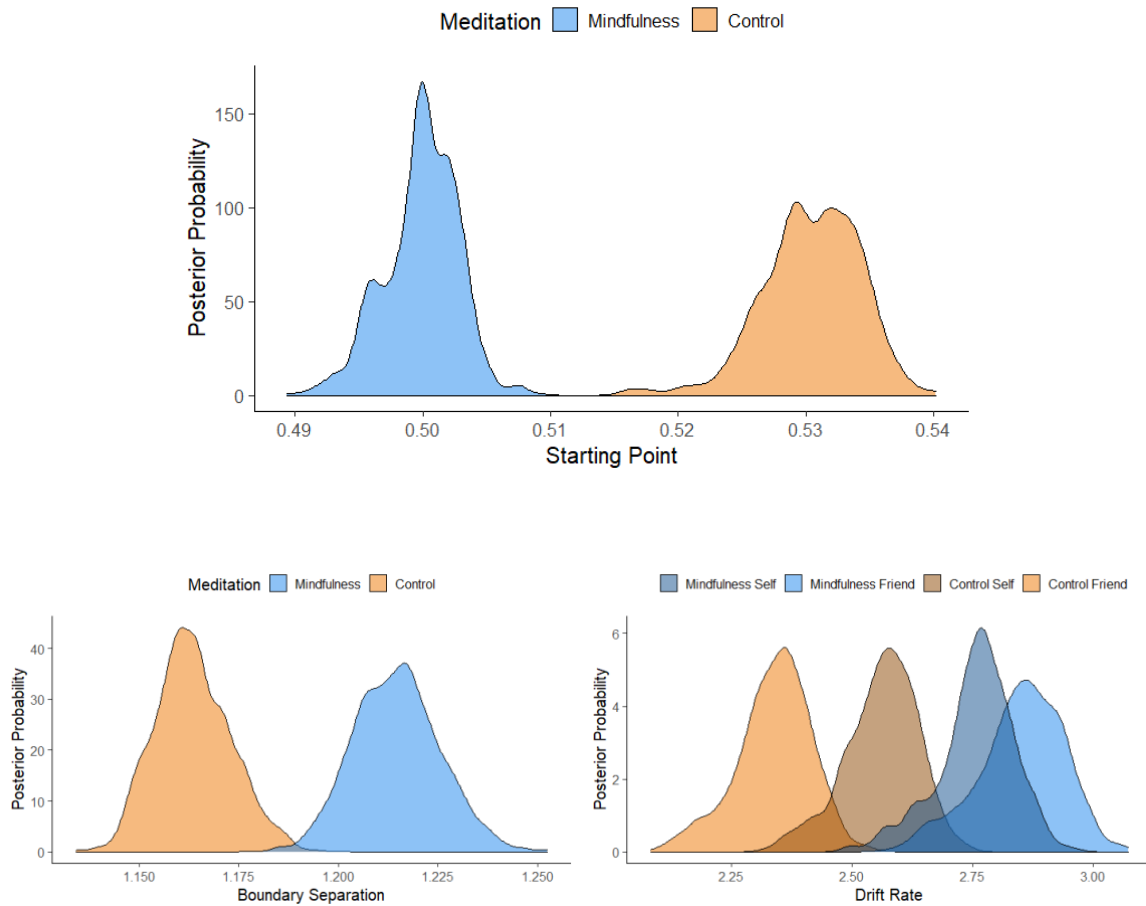 Meditation Mindfulness Control
Posterior Probability
150
100
50
0
0.49 0.50 0.51 0.52 0.53 0.54
Starting Point
Meditation Mindfulness Control
Posterior Probability
40
30
20
10
0
1.150 1.175 1.200 1.225 1.250
Boundary Separation
Mindfulness Self Mindfulness Friend Control Self Control Friend
Posterior Probability
6
4
2
0
2.25 2.50 2.75 3.00
Drift Rate